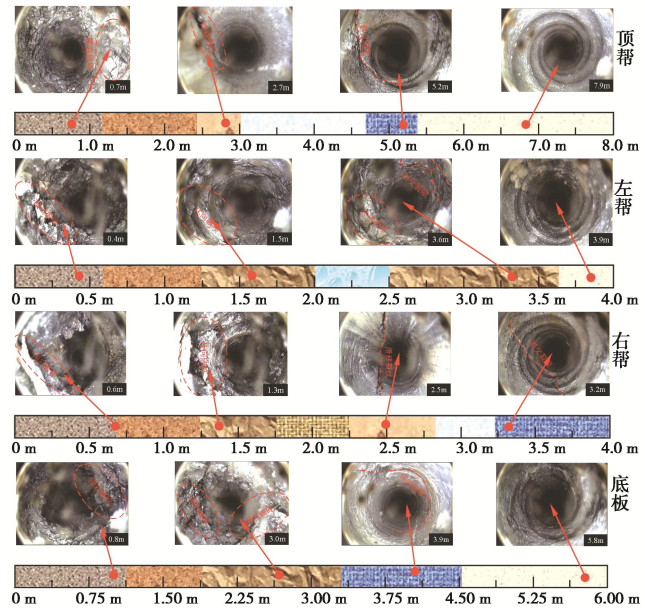 0.7m
2.7m
5.2m
7.9m
顶帮
0 m 1.0 m 2.0 m 3.0 m 4.0 m 5.0 m 6.0 m 7.0 m 8.0 m
0.4m
1.5m
3.6m
3.9m
左帮
0 m 0.5 m 1.0 m 1.5 m 2.0 m 2.5 m 3.0 m 3.5 m 4.0 m
0.6m
1.3m
2.5m
3.2m
右帮
0 m 0.5 m 1.0 m 1.5 m 2.0 m 2.5 m 3.0 m 3.5 m 4.0 m
0.8m
3.0m
3.9m
5.8m
底板
0 m 0.75 m 1.50 m 2.25 m 3.00 m 3.75 m 4.50 m 5.25 m 6.00 m